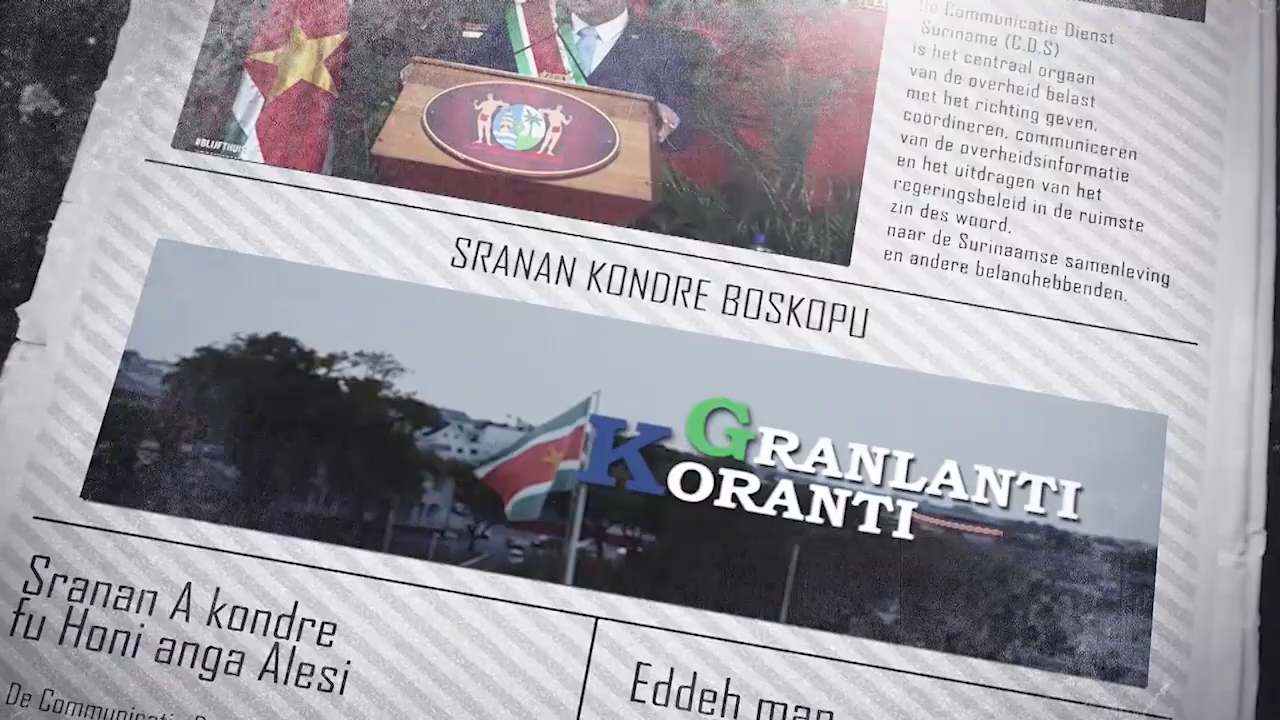 De Communicatie Dienst
Suriname (C.D.S)
is het centraal orgaan
van de overheid belast
met het richting geven,
coördineren, communiceren
van de overheidsinformatie
en het uitdragen van het
regeringsbeleid in de ruimste
zin des woord.
naar de Surinaamse samenleving
en andere belanghebbenden.
SRANAN KONDRE BOSKOPU
GRANLANTI
KORANTI
Sranan A kondre
fu Honi anga Alesi
Eddeh man
De Communicatie